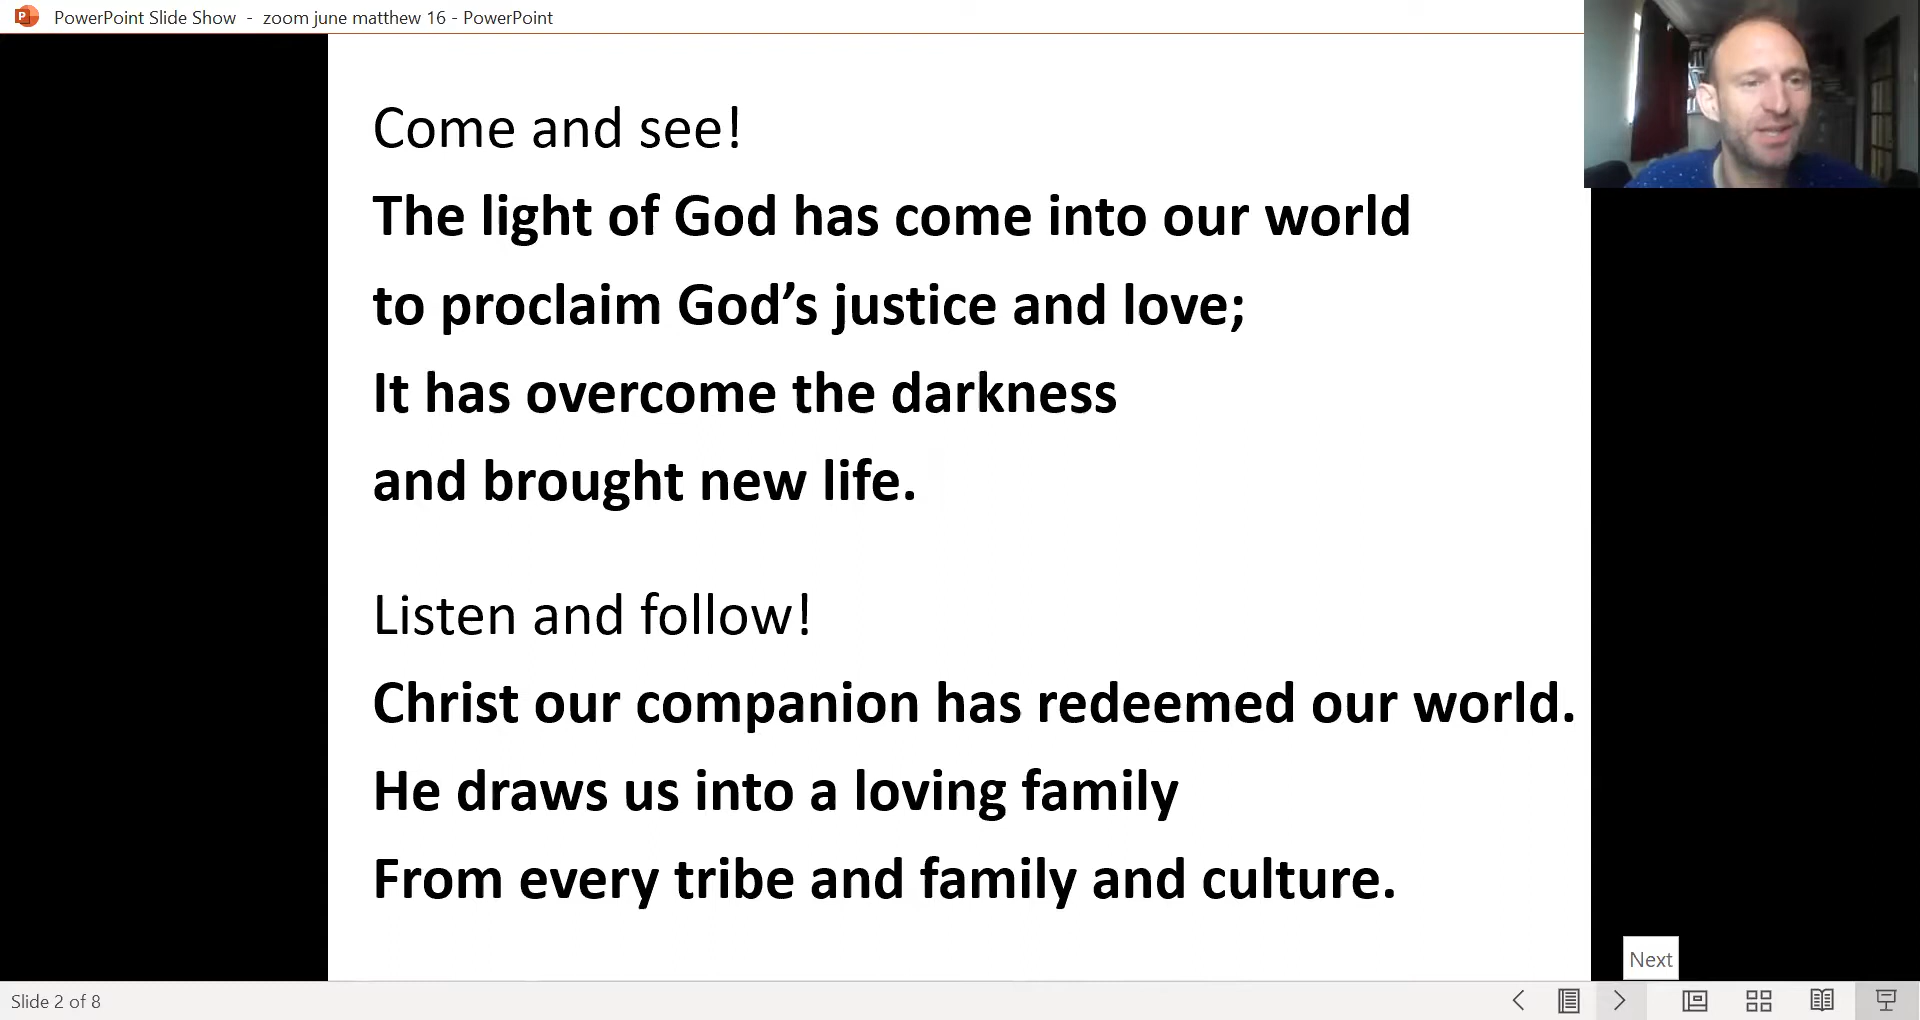 PowerPoint Slide Show - zoom june matthew 16 - PowerPoint
Come and see!
The light of God has come into our world
to proclaim God’s justice and love;
It has overcome the darkness
and brought new life.
Listen and follow!
Christ our companion has redeemed our world.
He draws us into a loving family
From every tribe and family and culture.
Next
Slide 2 of 8